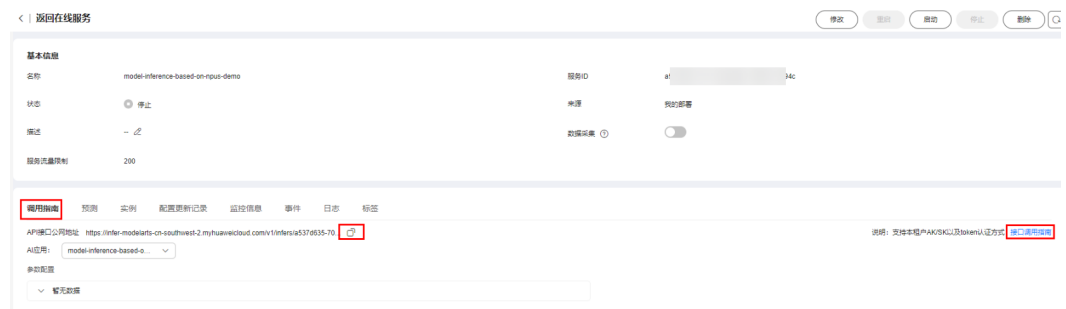 返回在线服务 修改 重启 启动 停止 删除
基本信息
名称 model-inference-based-on-npus-demo 服务ID a! 34c
状态 停止 来源 我的部署
描述 -- 数据采集
服务流量限制 200
调用指南 预测 实例 配置更新记录 监控信息 事件 日志 标签
API接口公网地址 https://infer-modelarts-cn-southwest-2.myhuaweicloud.com/v1/infers/a537d635-70... 说明：支持本租户AK/SK以及token认证方式 接口调用指南
AI应用： model-inference-based-o...
参数配置
暂无数据